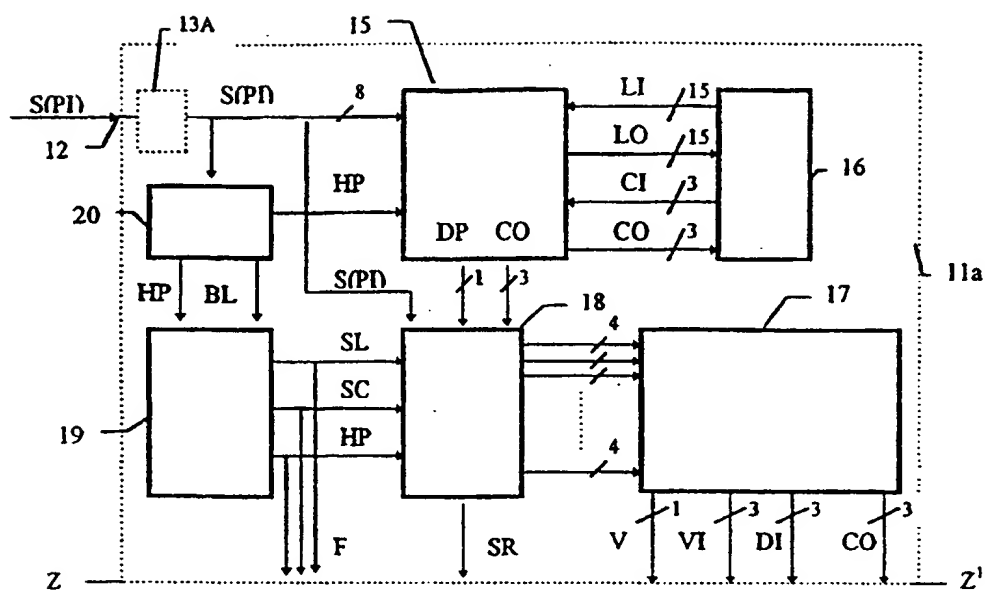 13A
15
S(PI)
S(PI)
8
LI
15
12
LO
15
HP
CI
3
16
20
DP
CO
CO
3
HP
BL
S(PI)
1
3
11a
18
17
SL
4
SC
19
HP
4
F
SR
V
1
VI
3
DI
3
CO
3
Z
Z¹